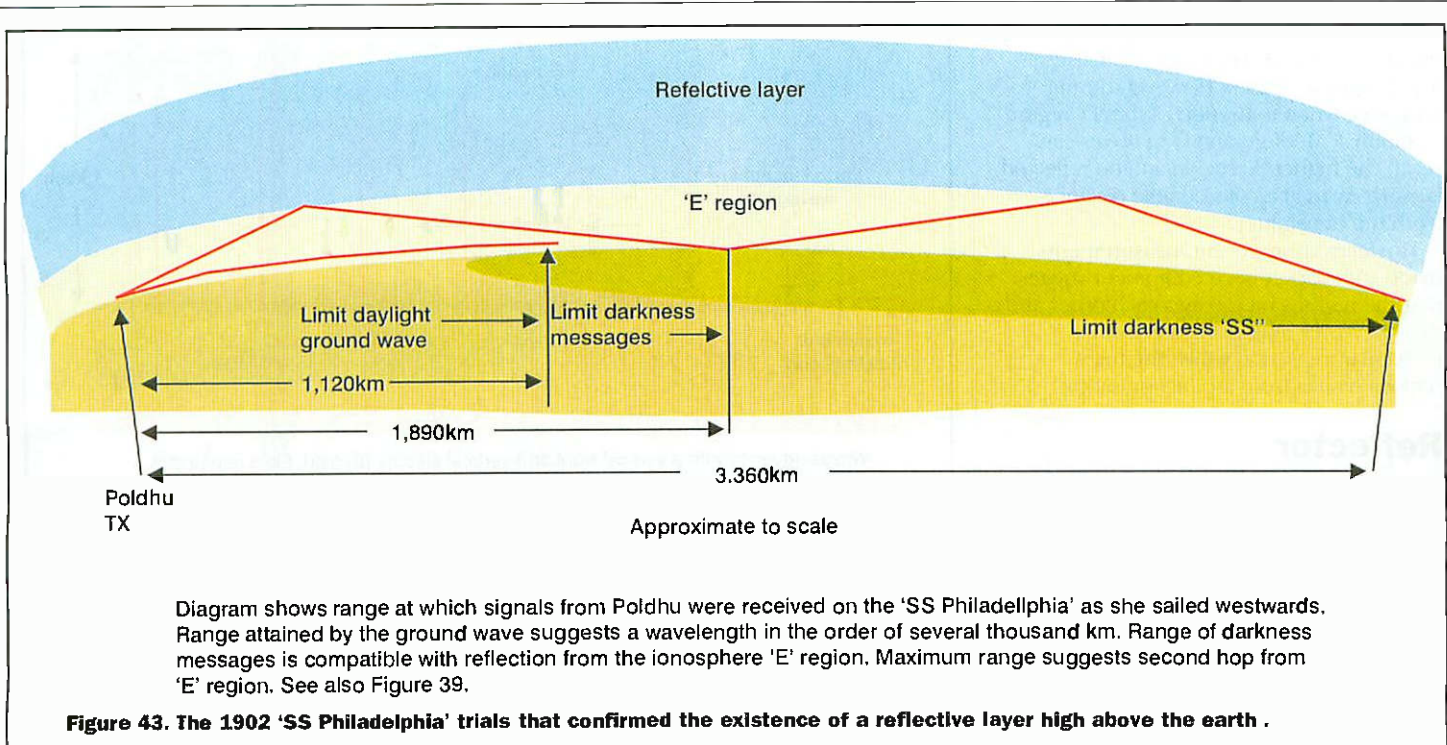 Refelctive layer
'E' region
Limit daylight
ground wave
Limit darkness
messages
Limit darkness 'SS''
1,120km
1,890km
3.360km
Poldhu
TX
Approximate to scale
Diagram shows range at which signals from Poldhu were received on the 'SS Philadellphia' as she sailed westwards.
Range attained by the ground wave suggests a wavelength in the order of several thousand km. Range of darkness
messages is compatible with reflection from the ionosphere 'E' region. Maximum range suggests second hop from
'E' region. See also Figure 39.
Figure 43. The 1902 'SS Philadelphia' trials that confirmed the existence of a reflective layer high above the earth .